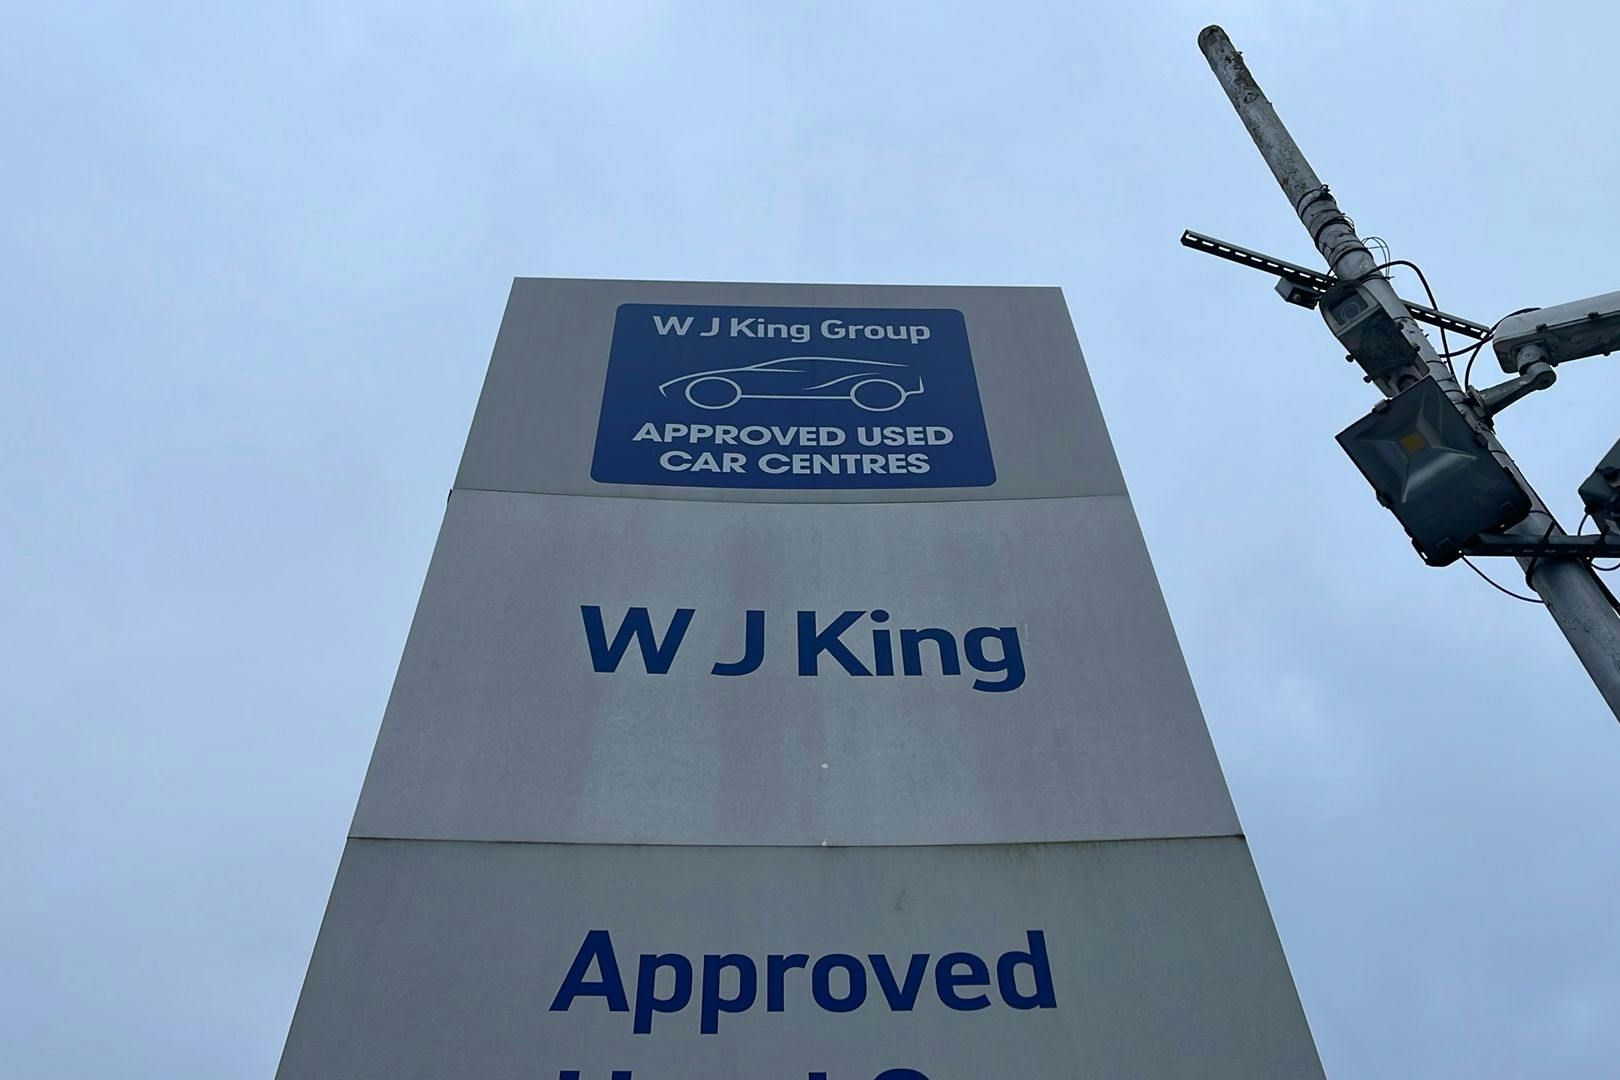 W J King Group
APPROVED USED
CAR CENTRES
W J King
Approved